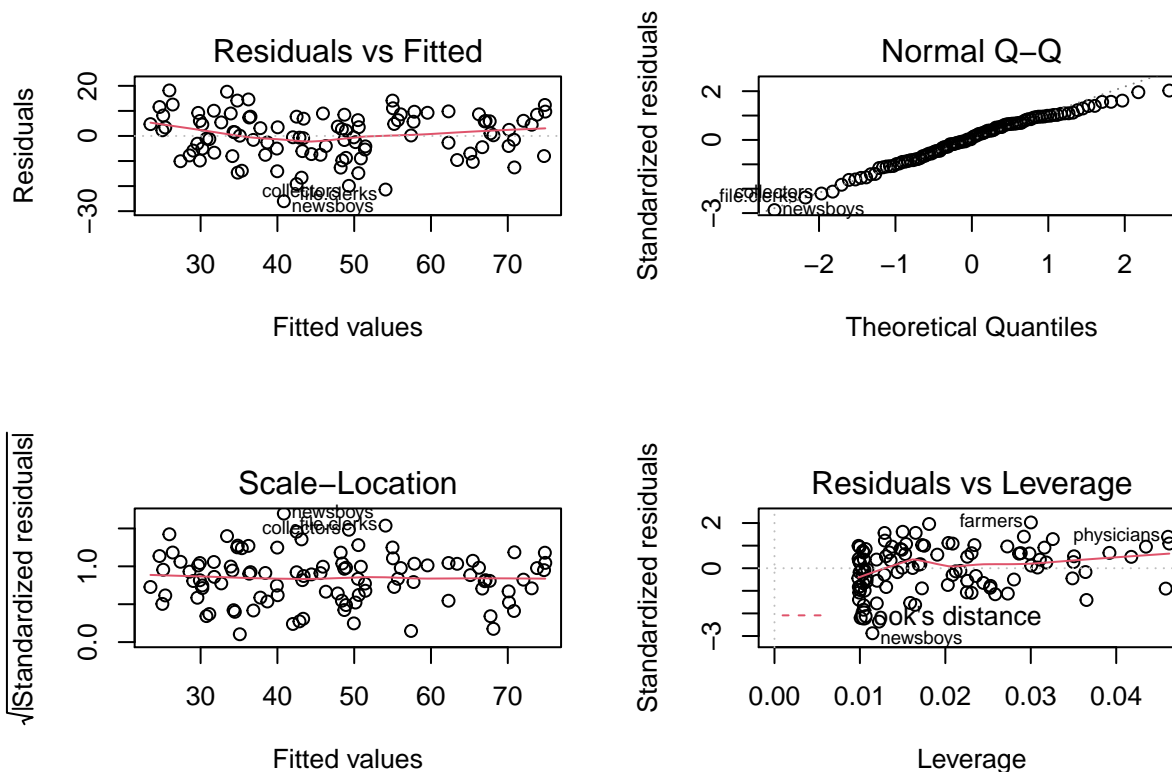 Residuals vs Fitted
Residuals
20
0
−30
collectors
file.clerks
newsboys
30 40 50 60 70
Fitted values
Normal Q−Q
Standardized residuals
2
0
−3
collectors
file.clerks
newsboys
−2 −1 0 1 2
Theoretical Quantiles
Scale−Location
√|Standardized residuals|
1.0
0.0
newsboys
collectors
file.clerks
30 40 50 60 70
Fitted values
Residuals vs Leverage
Standardized residuals
2
0
−3
farmers
physicians
ook's distance
newsboys
0.00 0.01 0.02 0.03 0.04
Leverage